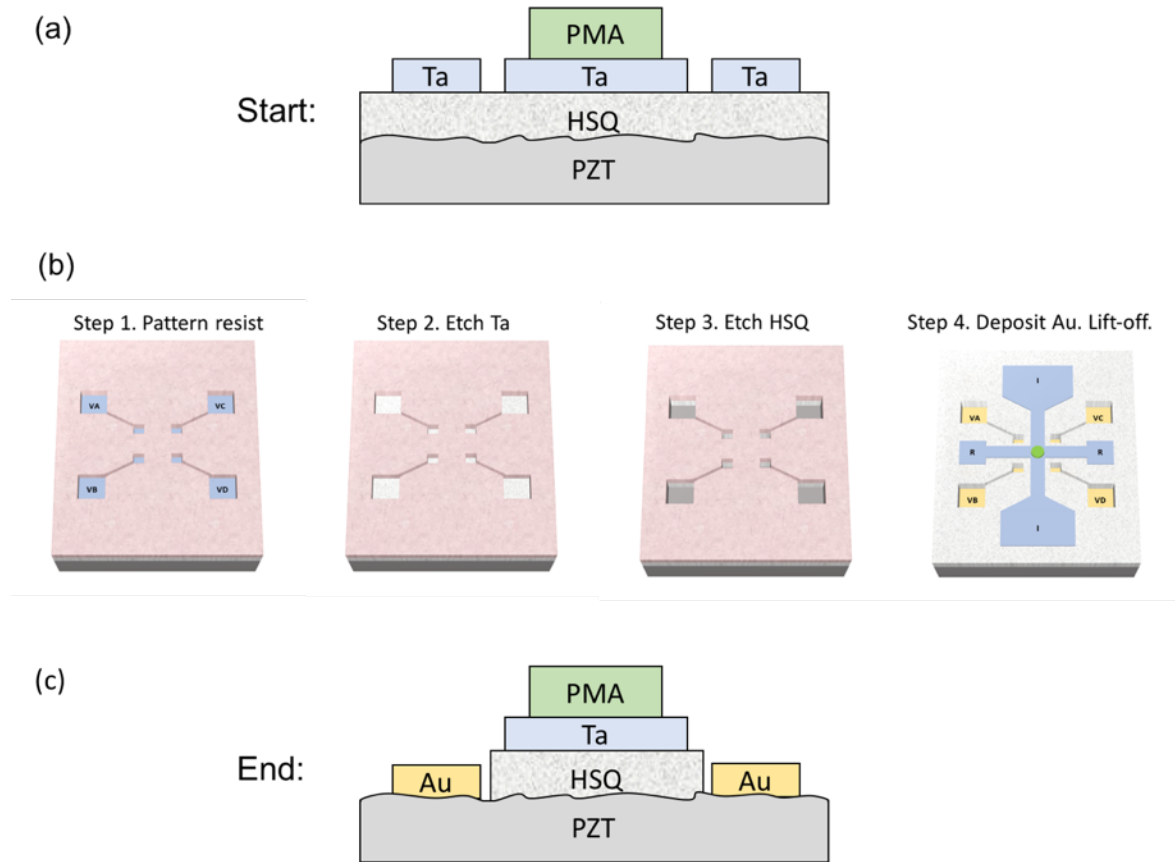 (a)
PMA
Ta Ta Ta
Start:
HSQ
PZT
(b)
Step 1. Pattern resist
Step 2. Etch Ta
Step 3. Etch HSQ
Step 4. Deposit Au. Lift-off.
VA VC
VB VD
I
VA VC
R R
VB VD
I
(c)
PMA
Ta
End:
Au HSQ Au
PZT